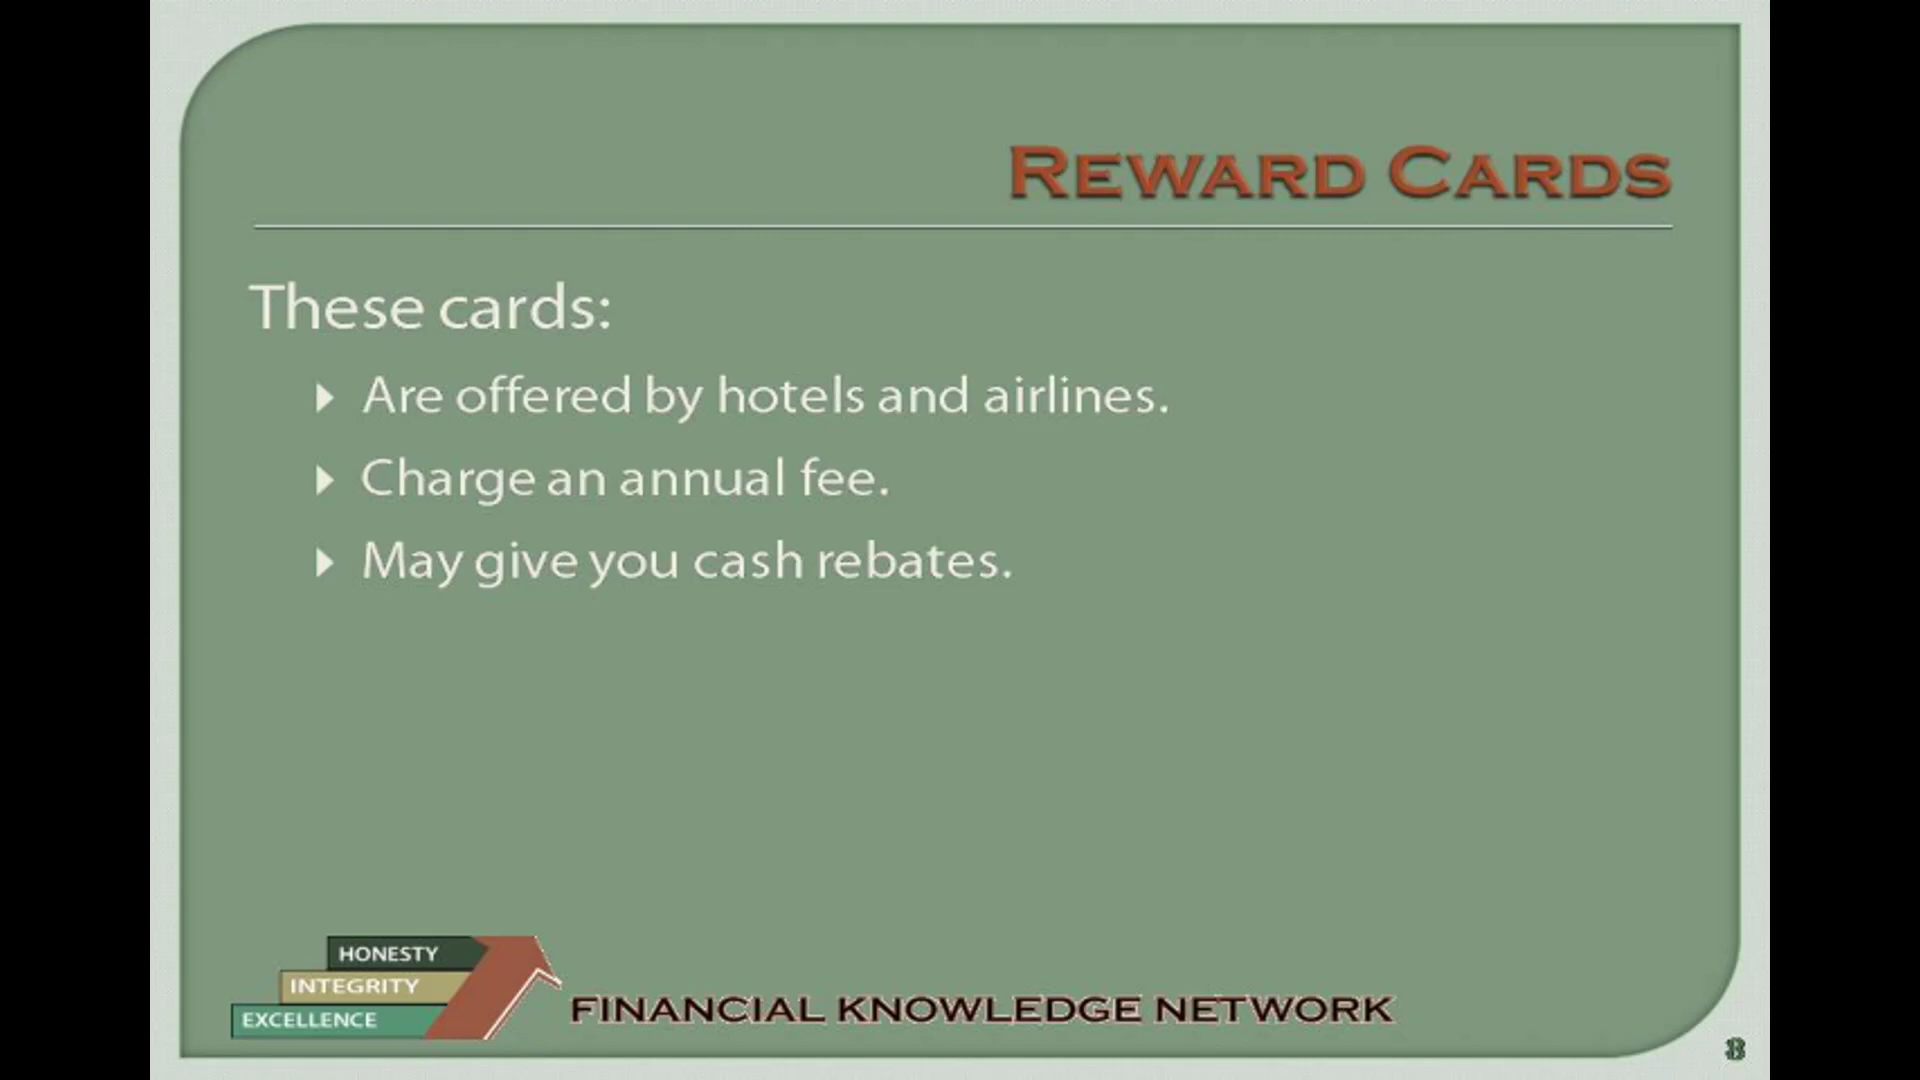 REWARD CARDS
These cards:
Are offered by hotels and airlines.
Charge an annual fee.
May give you cash rebates.
HONESTY
INTEGRITY
EXCELLENCE
FINANCIAL KNOWLEDGE NETWORK
8